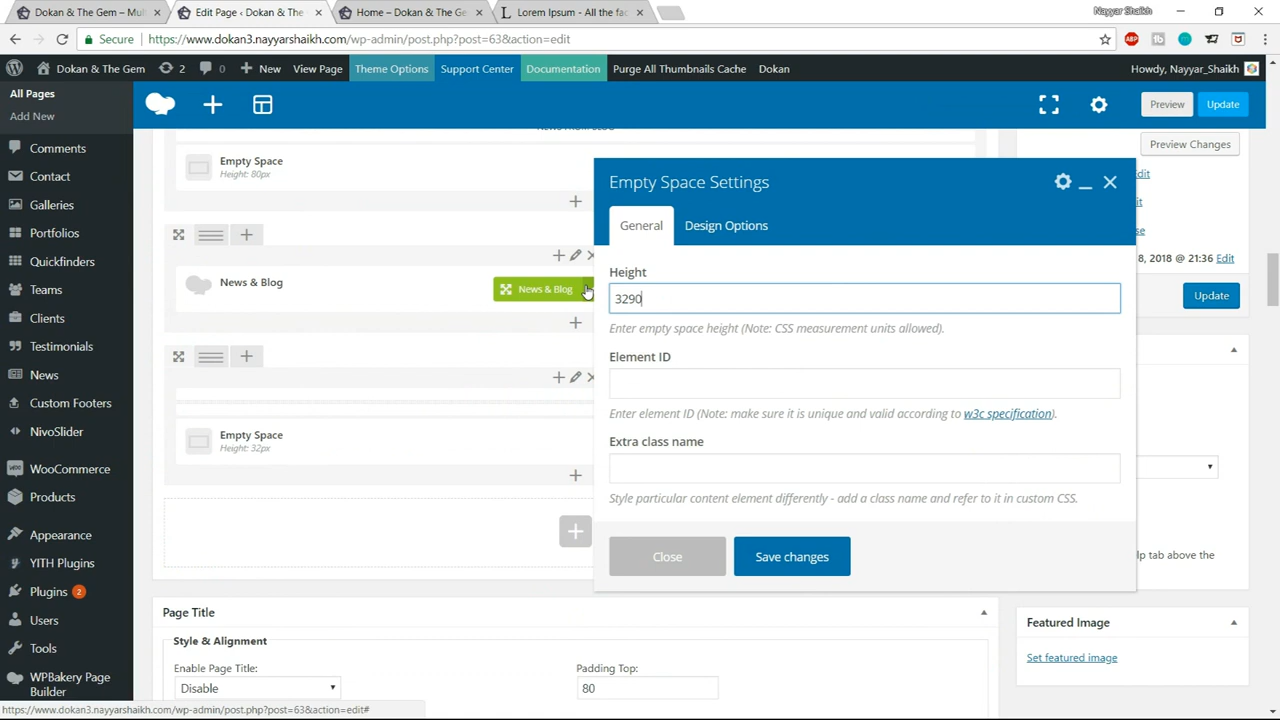 Dokan & The Gem – Mult
Edit Page ‹ Dokan & The
Home – Dokan & The Ge
Lorem Ipsum - All the fac
Nayyar Shaikh
Secure | https://www.dokan3.nayyarshaikh.com/wp-admin/post.php?post=63&action=edit
Dokan & The Gem 2 0 New View Page Theme Options Support Center Documentation Purge All Thumbnails Cache Dokan Howdy, Nayyar_Shaikh
All Pages
Add New
Comments
Contact
Galleries
Portfolios
Quickfinders
Teams
Clients
Testimonials
News
Custom Footers
NivoSlider
WooCommerce
Products
Appearance
YITH Plugins
Plugins 2
Users
Tools
WPBakery Page
Builder
Preview Update
NEWS FROM BLOG
Empty Space
Height: 80px
News & Blog
News & Blog
Empty Space
Height: 32px
Empty Space Settings
General Design Options
Height
3290
Enter empty space height (Note: CSS measurement units allowed).
Element ID
Enter element ID (Note: make sure it is unique and valid according to w3c specification).
Extra class name
Style particular content element differently - add a class name and refer to it in custom CSS.
Close Save changes
Preview Changes
dit
8, 2018 @ 21:36 Edit
Update
lp tab above the
Page Title
Style & Alignment
Enable Page Title:
Disable
Padding Top:
80
Featured Image
Set featured image
https://www.dokan3.nayyarshaikh.com/wp-admin/post.php?post=63&action=edit#